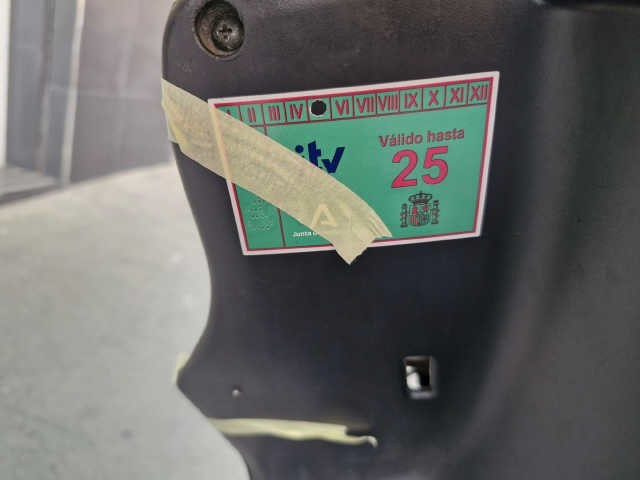 I II III IV VI VII VIII IX X XI XII
itv
Válido hasta
25
Junta d